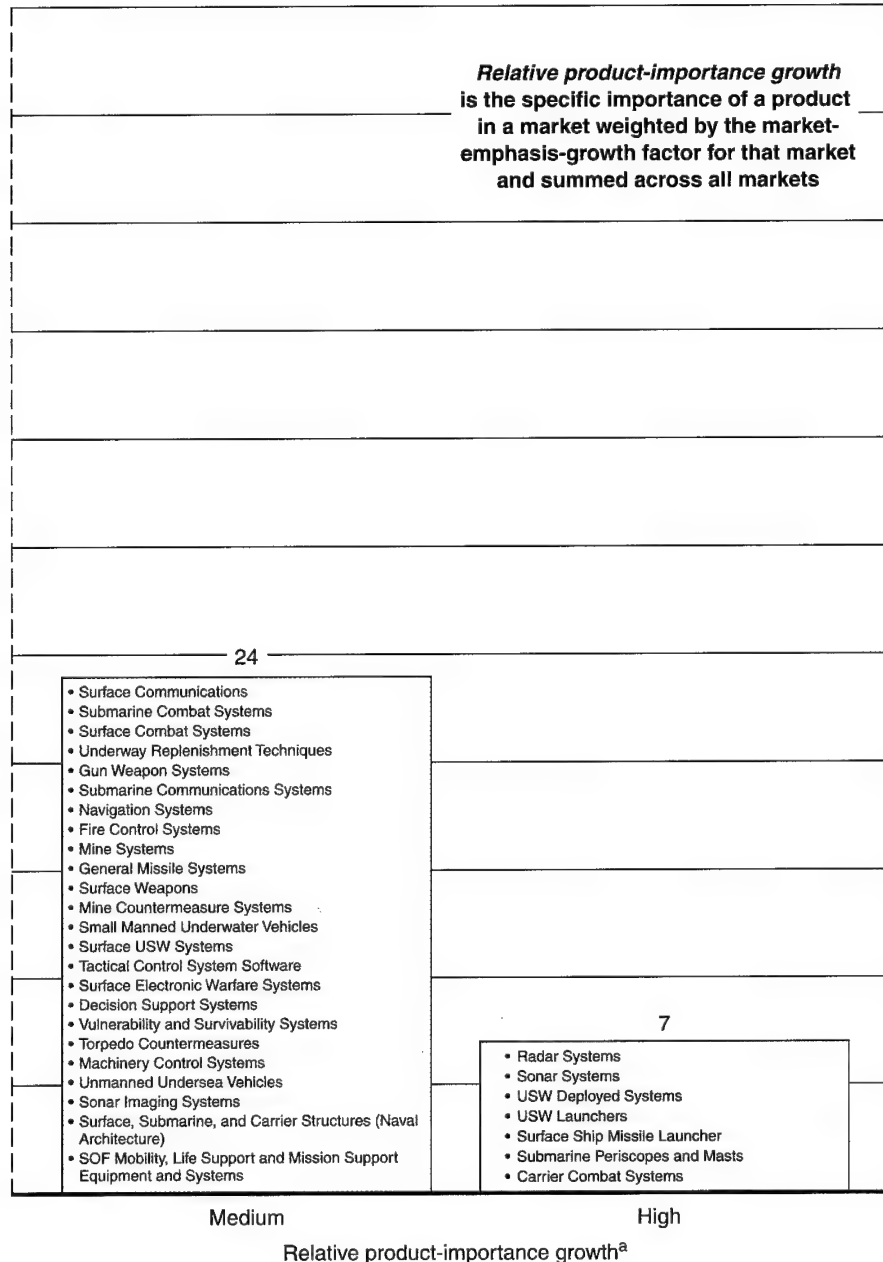 Relative product-importance growth
is the specific importance of a product
in a market weighted by the market-
emphasis-growth factor for that market
and summed across all markets
24
• Surface Communications
• Submarine Combat Systems
• Surface Combat Systems
• Underway Replenishment Techniques
• Gun Weapon Systems
• Submarine Communications Systems
• Navigation Systems
• Fire Control Systems
• Mine Systems
• General Missile Systems
• Surface Weapons
• Mine Countermeasure Systems
• Small Manned Underwater Vehicles
• Surface USW Systems
• Tactical Control System Software
• Surface Electronic Warfare Systems
• Decision Support Systems
• Vulnerability and Survivability Systems
• Torpedo Countermeasures
• Machinery Control Systems
• Unmanned Undersea Vehicles
• Sonar Imaging Systems
• Surface, Submarine, and Carrier Structures (Naval
Architecture)
• SOF Mobility, Life Support and Mission Support
Equipment and Systems
7
• Radar Systems
• Sonar Systems
• USW Deployed Systems
• USW Launchers
• Surface Ship Missile Launcher
• Submarine Periscopes and Masts
• Carrier Combat Systems
Medium
High
Relative product-importance growthᵃ